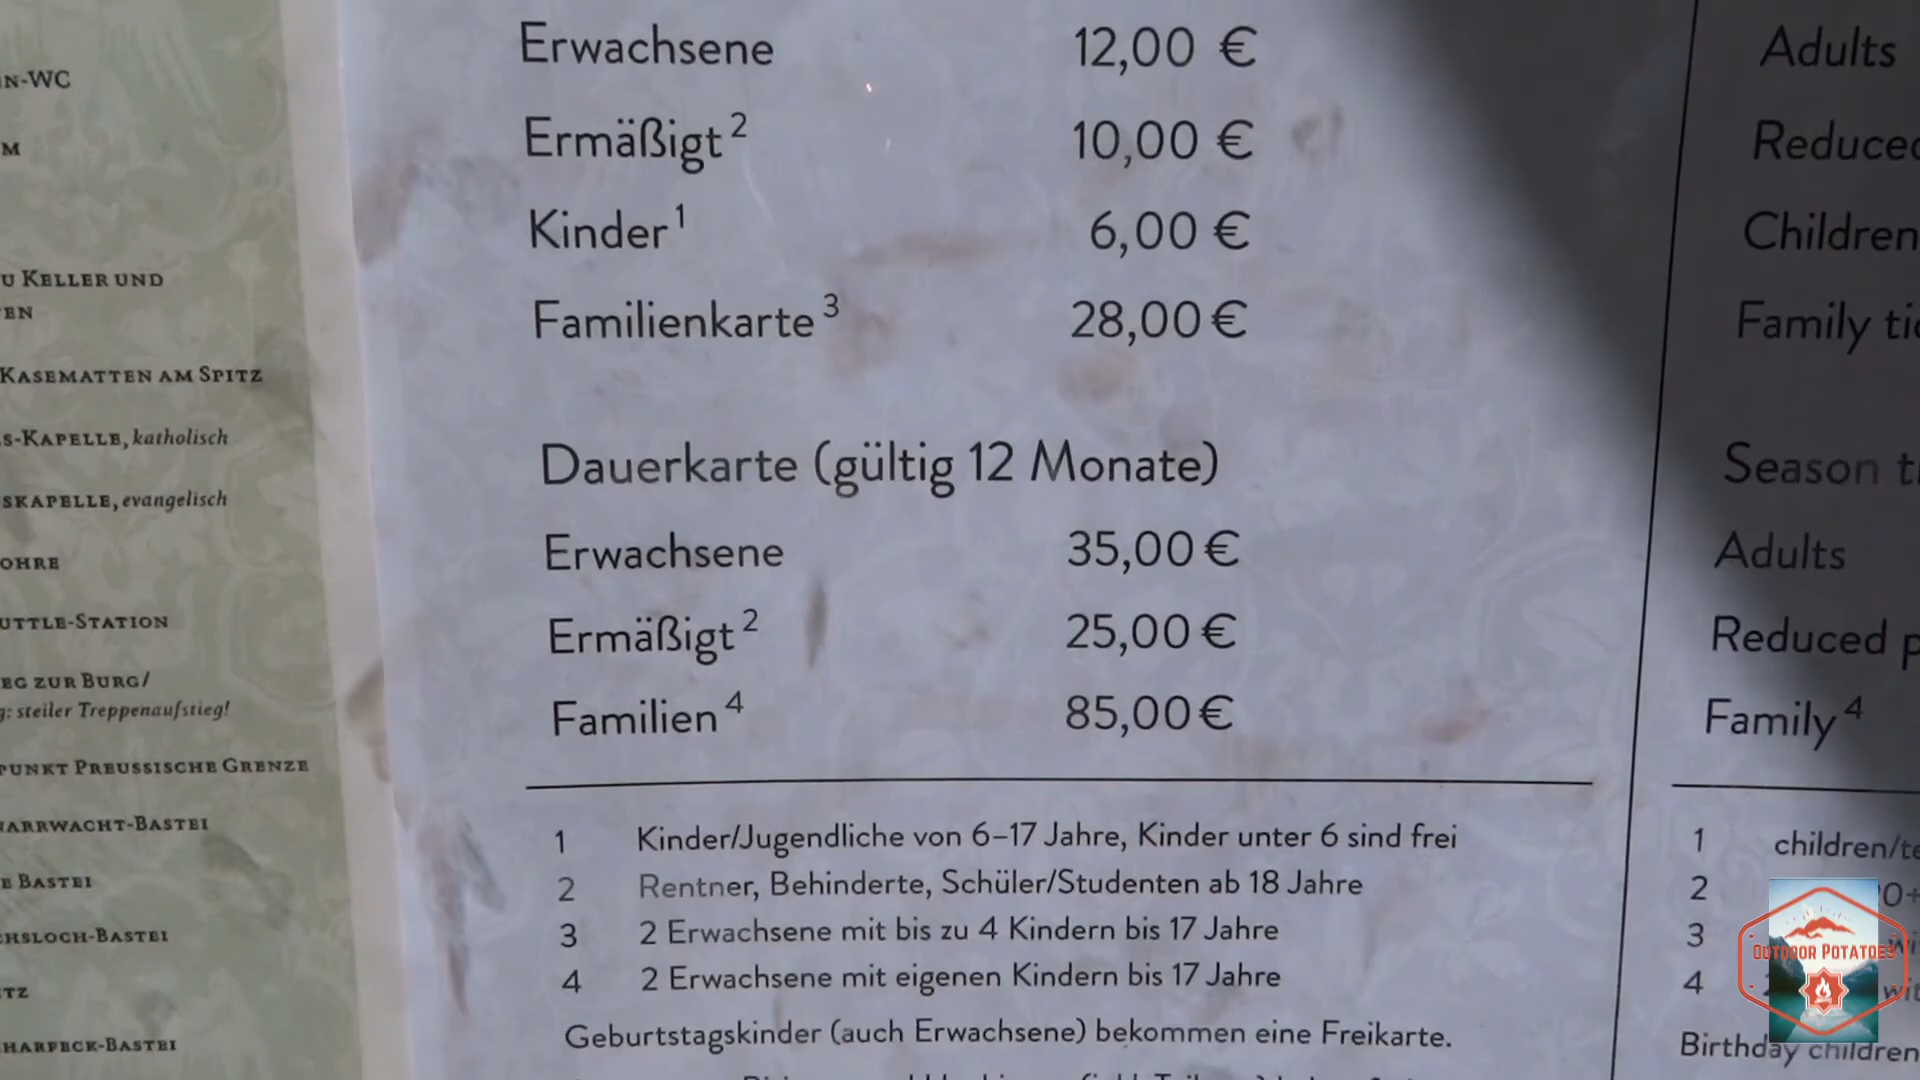 N-WC
M
U KELLER UND
EN
KASEMATTEN AM SPITZ
S-KAPELLE, katholisch
SKAPELLE, evangelisch
OHRE
UTTLE-STATION
EG ZUR BURG/
g: steiler Treppenaufstieg!
PUNKT PREUSSISCHE GRENZE
NARRWACHT-BASTEI
E BASTEI
CHSLOCH-BASTEI
TZ
HARFECK-BASTEI
Erwachsene 12,00 €
Ermäßigt 2 10,00 €
Kinder 1 6,00 €
Familienkarte 3 28,00 €
Dauerkarte (gültig 12 Monate)
Erwachsene 35,00 €
Ermäßigt 2 25,00 €
Familien 4 85,00 €
1 Kinder/Jugendliche von 6–17 Jahre, Kinder unter 6 sind frei
2 Rentner, Behinderte, Schüler/Studenten ab 18 Jahre
3 2 Erwachsene mit bis zu 4 Kindern bis 17 Jahre
4 2 Erwachsene mit eigenen Kindern bis 17 Jahre
Geburtstagskinder (auch Erwachsene) bekommen eine Freikarte.
Adults
Reduced
Children
Family tic
Season t
Adults
Reduced p
Family 4
1 children/te
2 0+
3 wi
4 wit
Birthday children
OUTDOOR POTATOES